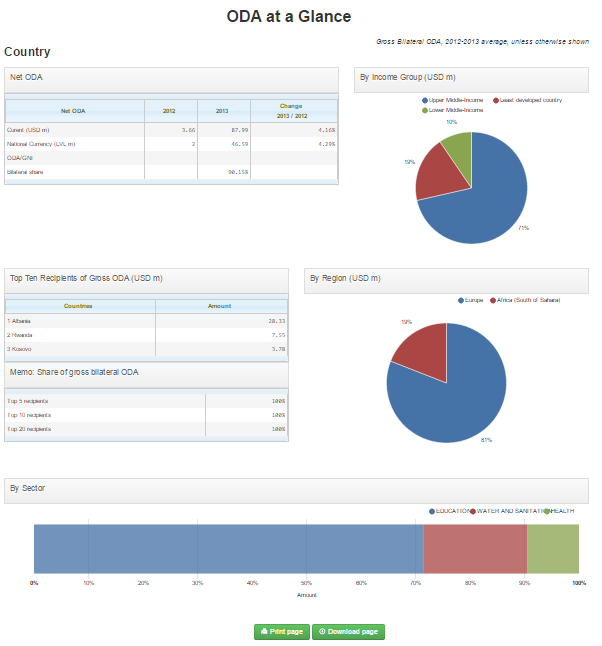 ODA at a Glance
Gross Bilateral ODA, 2012-2013 average, unless otherwise shown
Country
Net ODA
Net ODA 2012 2013 Change 2013 / 2012
Curent (USD m) 3.66 87.99 4.16%
National Currency (LVL m) 2 46.59 4.29%
ODA/GNI
Bilateral share 90.15%
By Income Group (USD m)
Upper Middle-Income Least developed country
Lower Middle-Income
10%
19%
71%
Top Ten Recipients of Gross ODA (USD m)
Countries Amount
1 Albania 28.33
2 Rwanda 7.55
3 Kosovo 3.78
Memo: Share of gross bilateral ODA
Top 5 recipients 100%
Top 10 recipients 100%
Top 20 recipients 100%
By Region (USD m)
Europe Africa (South of Sahara)
19%
81%
By Sector
EDUCATION WATER AND SANITATION HEALTH
0% 10% 20% 30% 40% 50% 60% 70% 80% 90% 100%
Amount
Print page Download page